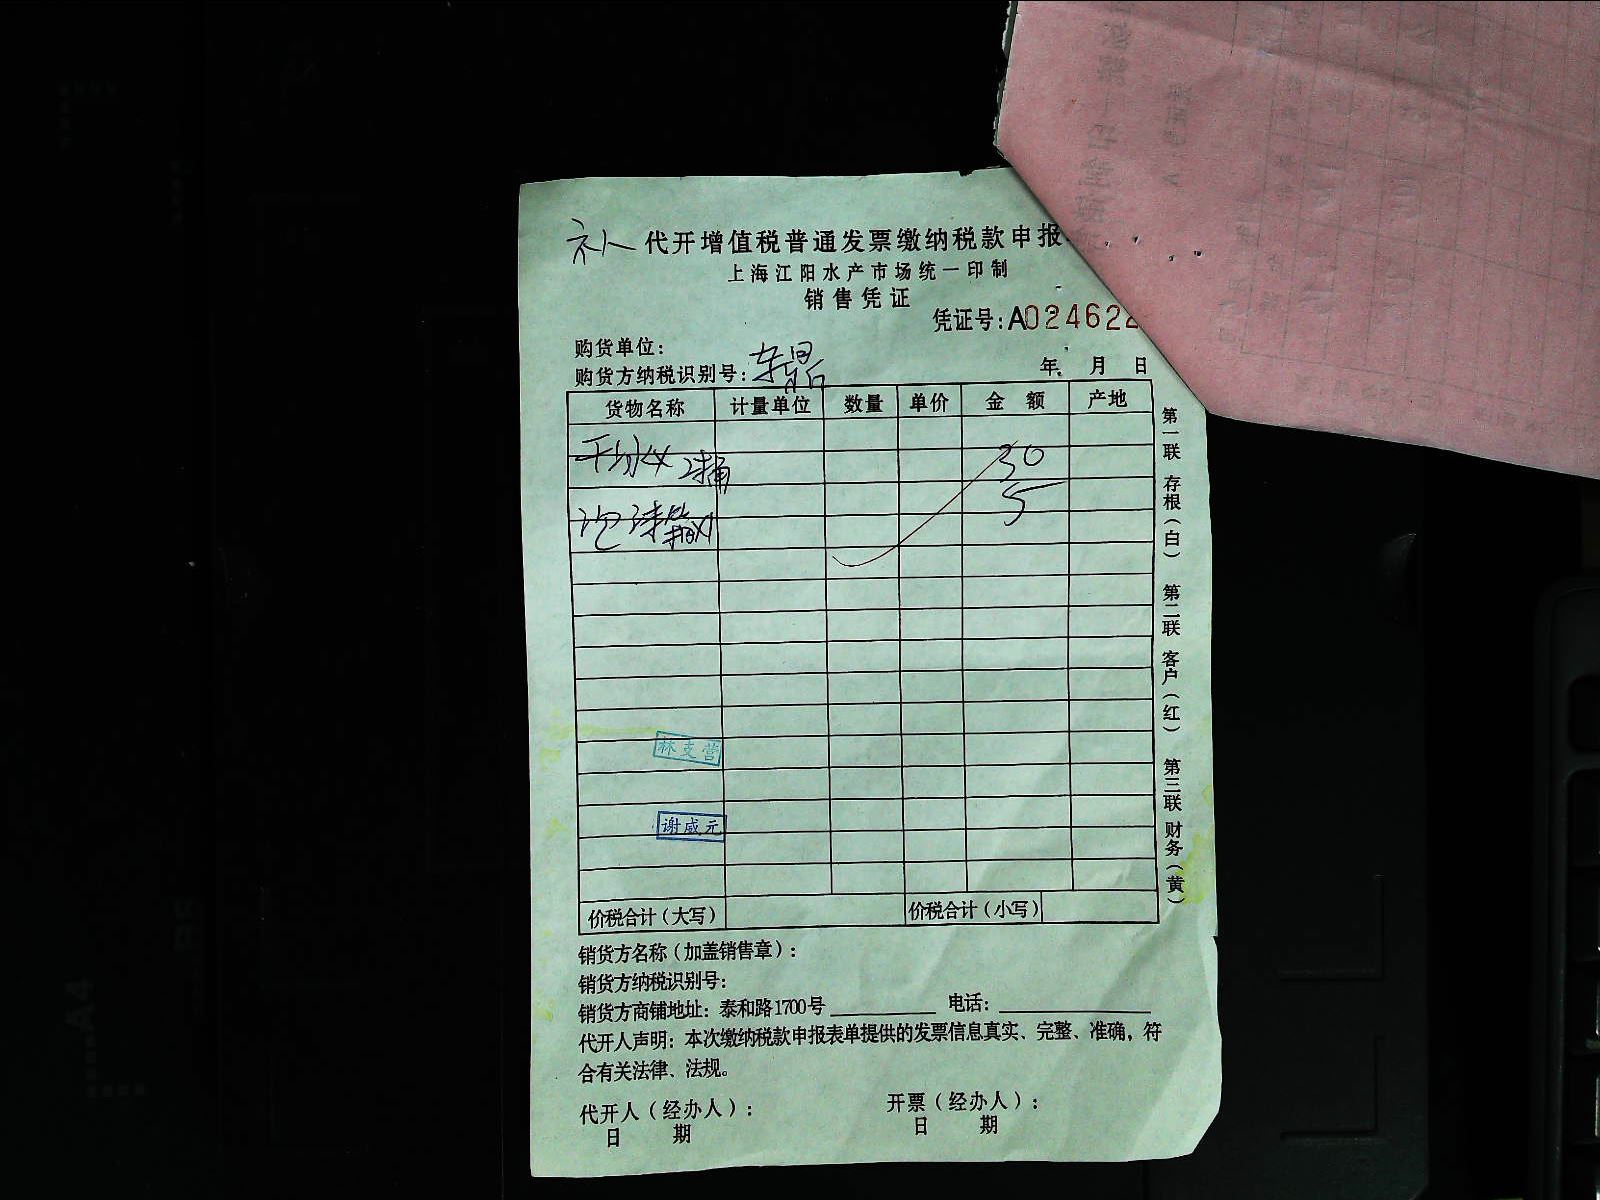 补 代开增值税普通发票缴纳税款申报
上海江阳水产市场统一印制
销售凭证
凭证号:A024622
购货单位:
购货方纳税识别号:
年 月 日
货物名称 计量单位 数量 单价 金 额 产地
30
泡沫箱X1 5
林支营
谢咸元
价税合计(大写) 价税合计(小写)
销货方名称(加盖销售章):
销货方纳税识别号:
销货方商铺地址:泰和路1700号 电话:
代开人声明:本次缴纳税款申报表单提供的发票信息真实、完整、准确,符
合有关法律、法规。
代开人(经办人): 开票(经办人):
日 期 日 期
第一联 存根(白) 第二联 客户(红) 第三联 财务(黄)